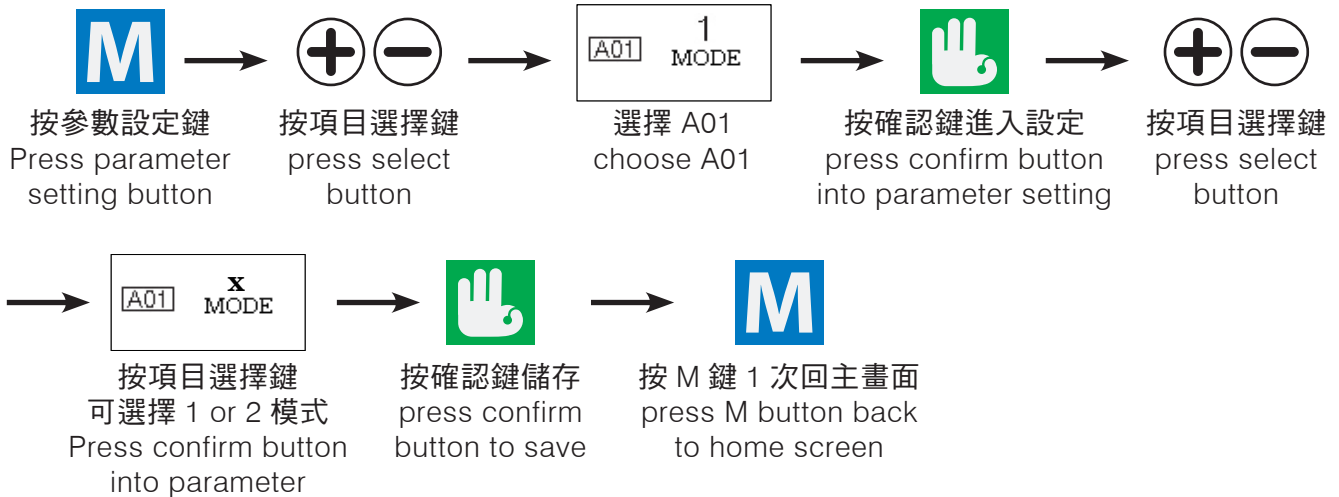 M
按參數設定鍵
Press parameter
setting button
按項目選擇鍵
press select
button
A01 1
MODE
選擇 A01
choose A01
按確認鍵進入設定
press confirm button
into parameter setting
按項目選擇鍵
press select
button
A01 x
MODE
按項目選擇鍵
可選擇 1 or 2 模式
Press confirm button
into parameter
按確認鍵儲存
press confirm
button to save
M
按 M 鍵 1 次回主畫面
press M button back
to home screen